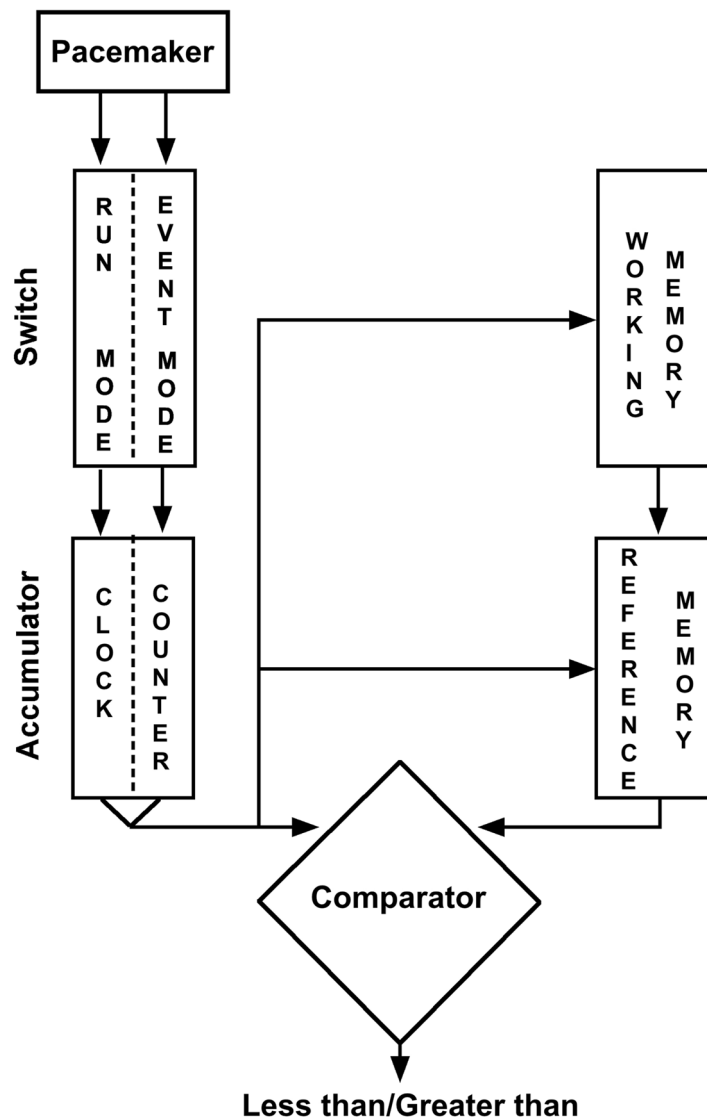 Pacemaker
Switch
RUN MODE
EVENT MODE
WORKING
MEMORY
Accumulator
CLOCK
COUNTER
REFERENCE
MEMORY
Comparator
Less than/Greater than